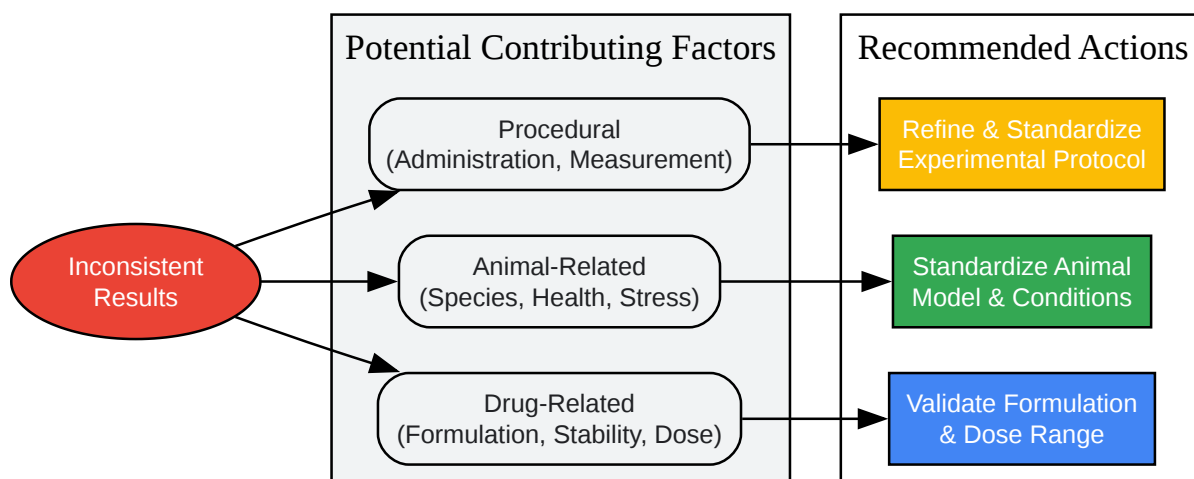 Potential Contributing Factors
Recommended Actions
Inconsistent
Results
Procedural
(Administration, Measurement)
Refine & Standardize
Experimental Protocol
Animal-Related
(Species, Health, Stress)
Standardize Animal
Model & Conditions
Drug-Related
(Formulation, Stability, Dose)
Validate Formulation
& Dose Range